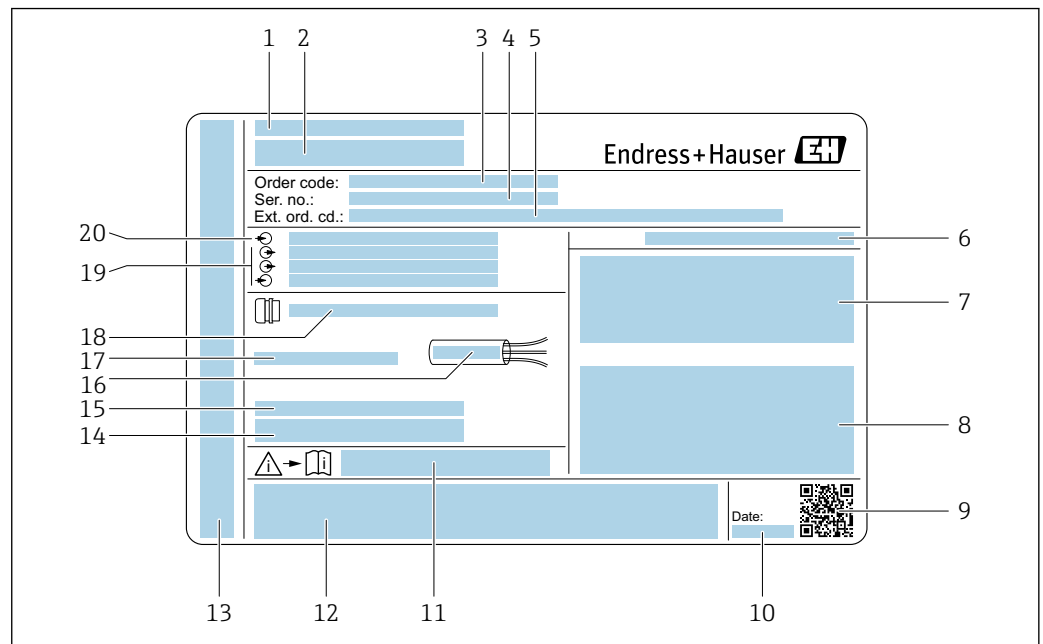 1 2 3 4 5
Endress+Hauser EH
Order code:
Ser. no.:
Ext. ord. cd.:
20
6
19
7
18
17
16
15
14
8
i i
Date:
9
13 12 11 10